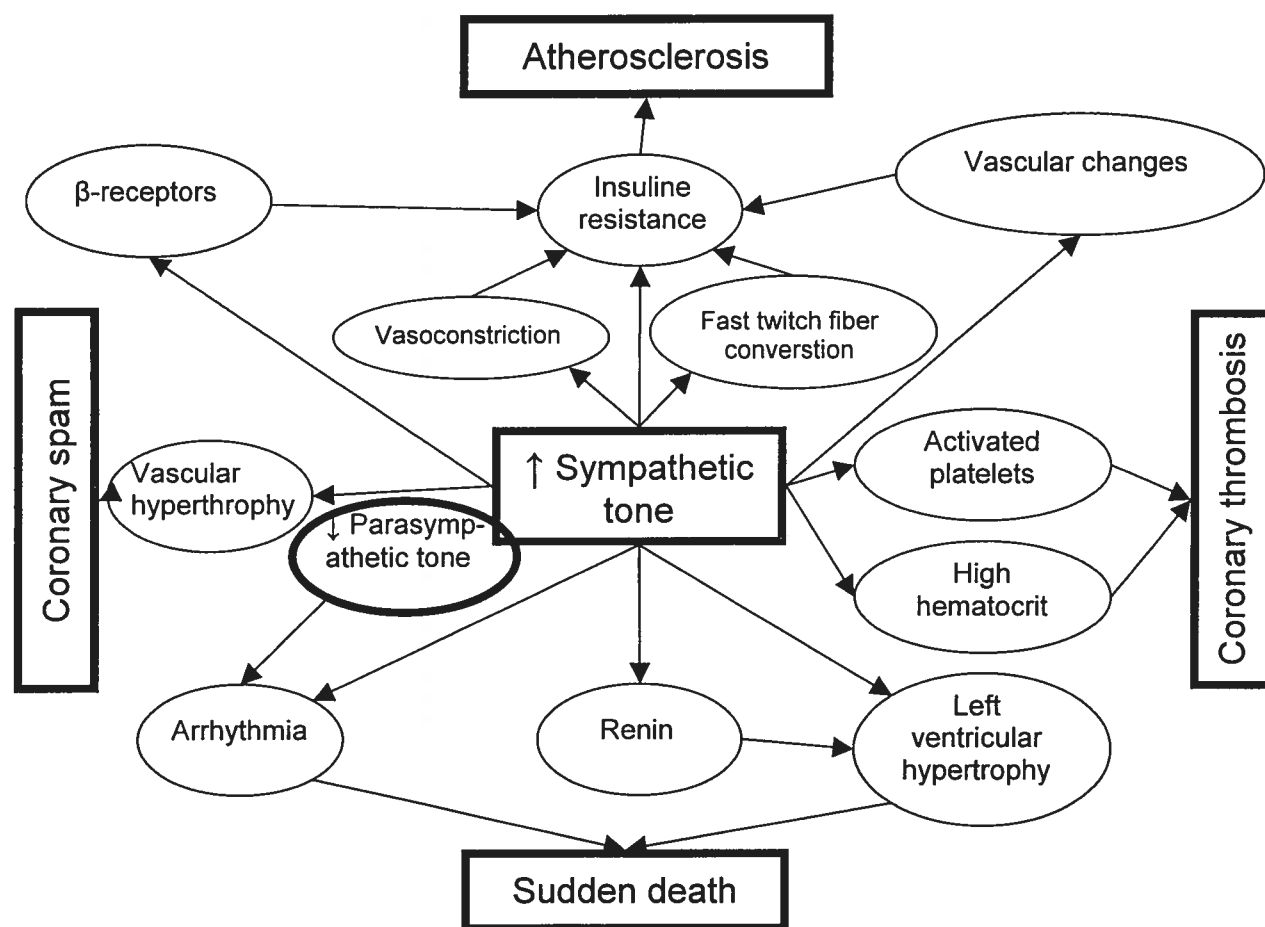 Atherosclerosis
β-receptors
Insuline
resistance
Vascular changes
Vasoconstriction
Fast twitch fiber
converstion
Coronary spam
Vascular
hyperthrophy
↑ Sympathetic
tone
Activated
platelets
Coronary thrombosis
↓ Parasymp-
athetic tone
High
hematocrit
Arrhythmia
Renin
Left
ventricular
hypertrophy
Sudden death